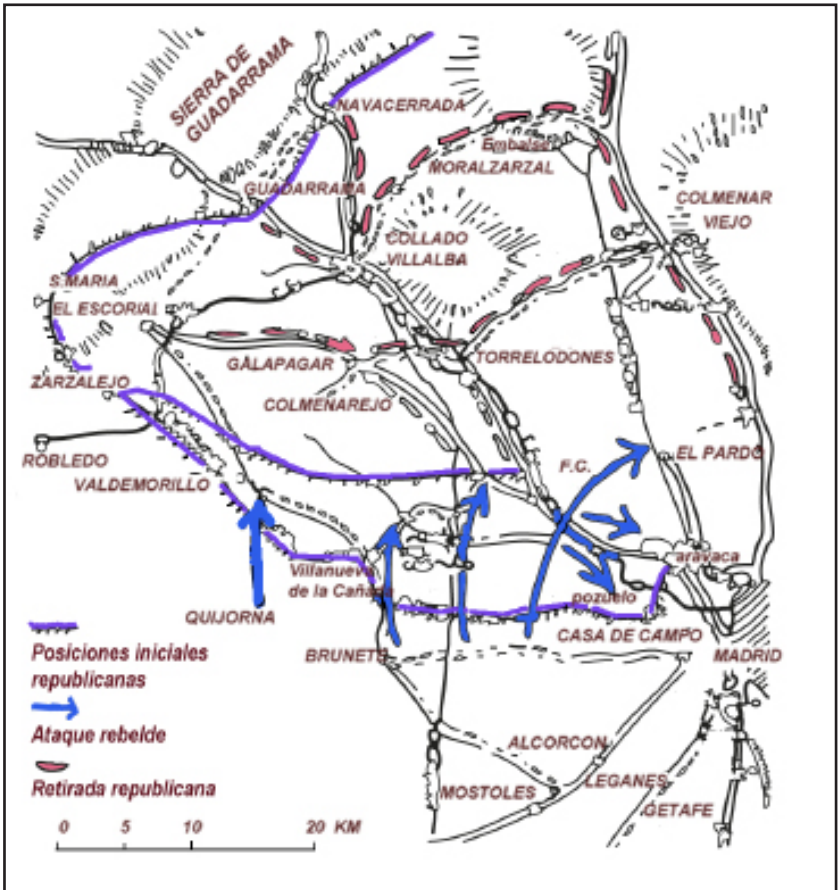 SIERRA DE
GUADARRAMA
NAVACERRADA
Embalse
MORALZARZAL
GUADARRAMA
COLMENAR
VIEJO
COLLADO
VILLALBA
S.MARIA
EL ESCORIAL
GALAPAGAR
TORRELODONES
ZARZALEJO
COLMENAREJO
ROBLEDO
VALDEMORILLO
F.C.
EL PARDO
aravaca
Villanueva
de la Cañada
pozuelo
QUIJORNA
CASA DE CAMPO
BRUNETE
MADRID
Posiciones iniciales
republicanas
Ataque rebelde
Retirada republicana
ALCORCON
MOSTOLES
LEGANES
GETAFE
0 5 10 20 KM